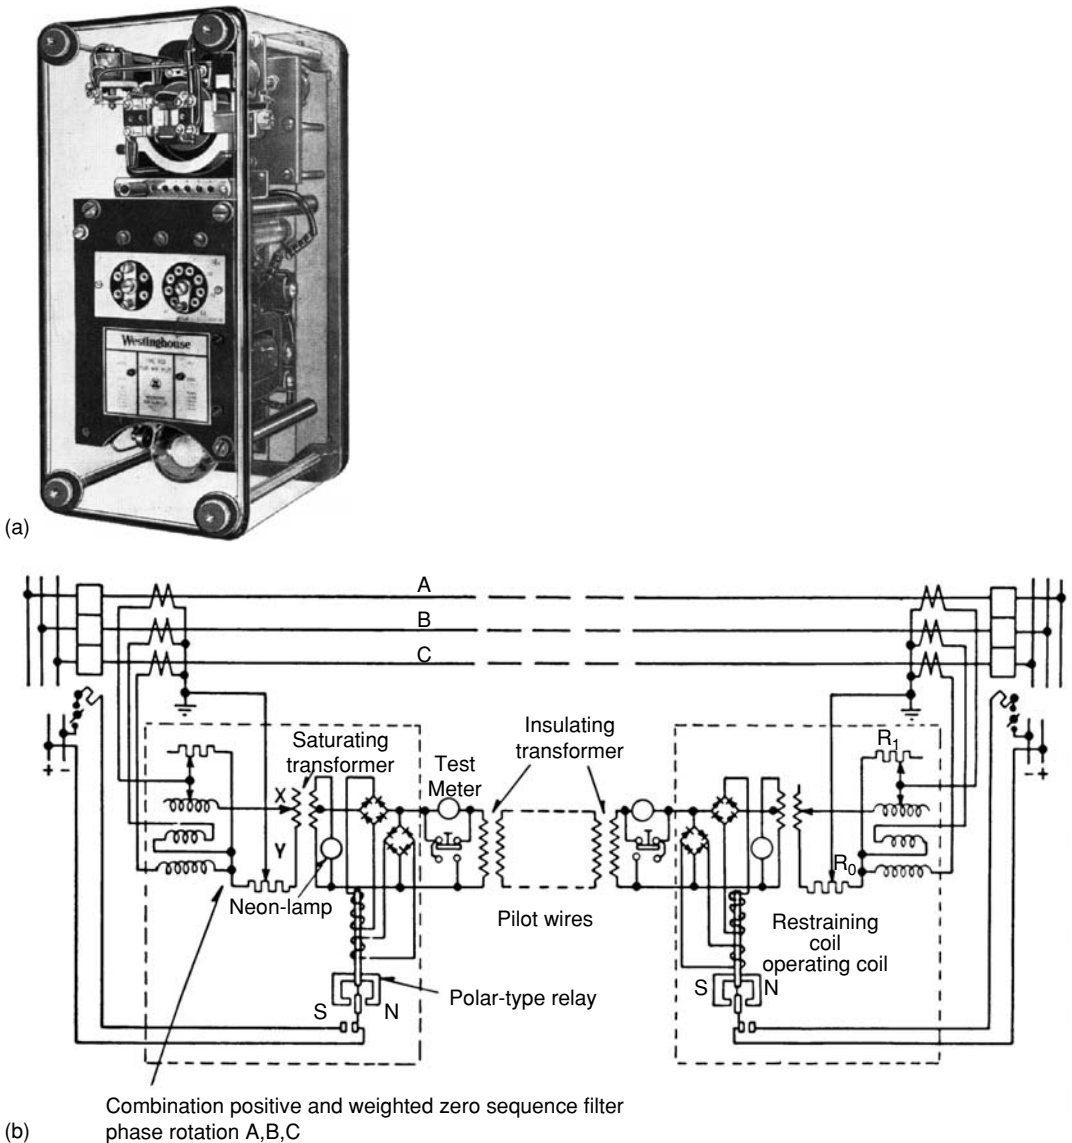 Westinghouse
(a)
A
B
C
Saturating
transformer
Insulating
transformer
Test
Meter
R1
+ −
− +
X
Y
R0
Neon-lamp
Pilot wires
Restraining
coil
operating coil
S
N
Polar-type relay
S
N
Combination positive and weighted zero sequence filter
phase rotation A,B,C
(b)